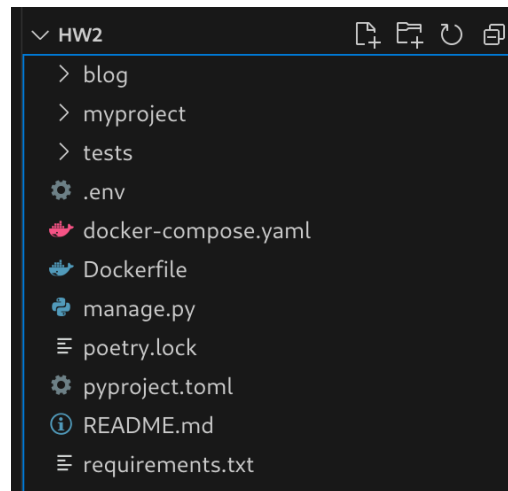 HW2
blog
myproject
tests
.env
docker-compose.yaml
Dockerfile
manage.py
poetry.lock
pyproject.toml
README.md
requirements.txt